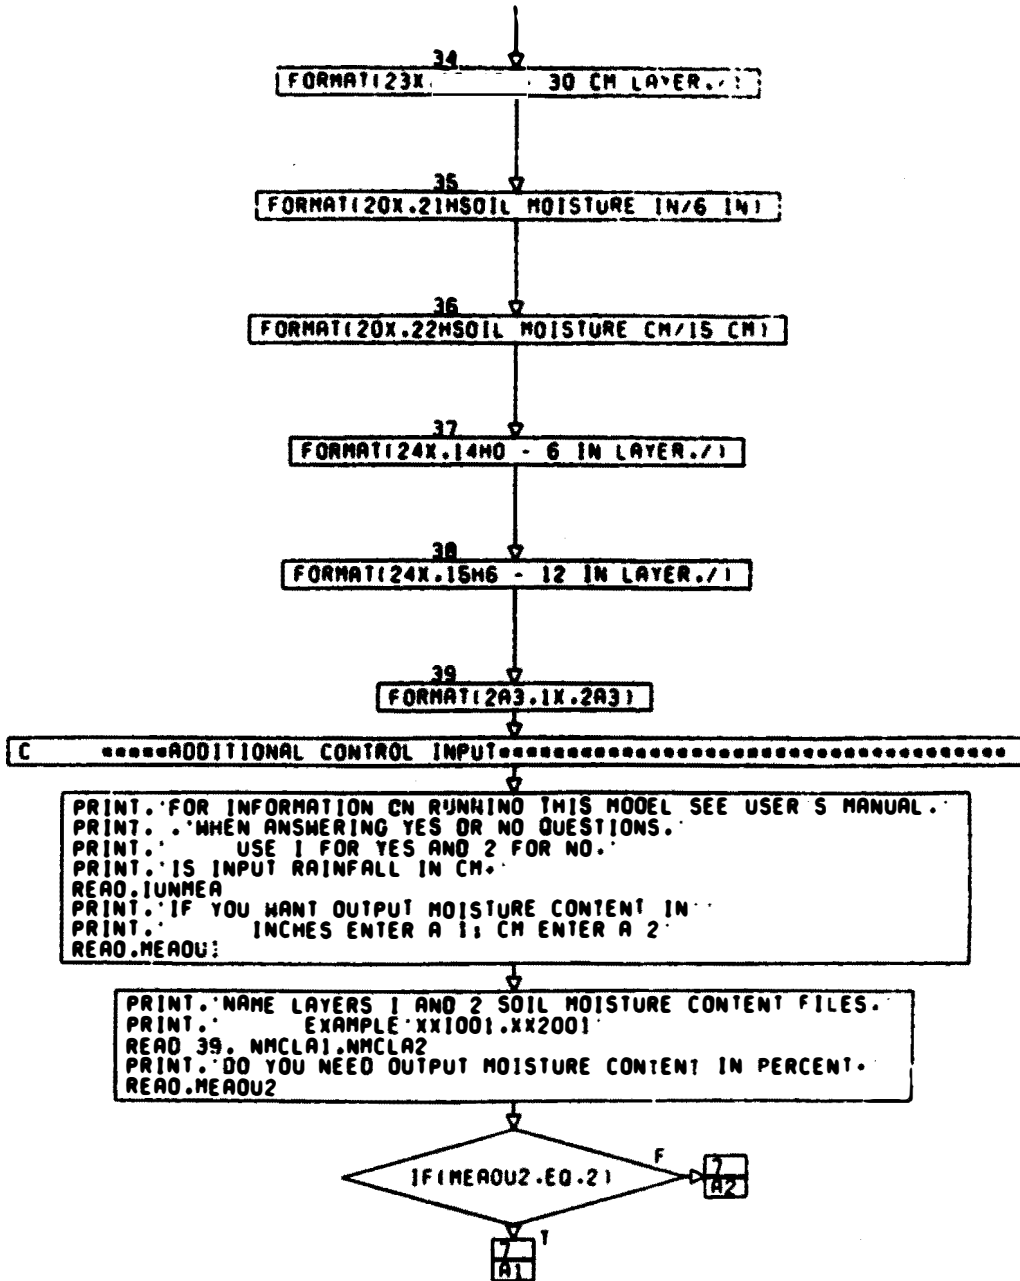 34
FORMAT(23X. - 30 CM LAYER./)
35
FORMAT(20X.21HSOIL MOISTURE IN/6 IN)
36
FORMAT(20X.22HSOIL MOISTURE CM/15 CM)
37
FORMAT(24X.14H0 - 6 IN LAYER./)
38
FORMAT(24X.15H6 - 12 IN LAYER./)
39
FORMAT(2A3.1X.2A3)
C *****ADDITIONAL CONTROL INPUT*************************************
PRINT.'FOR INFORMATION ON RUNNING THIS MODEL SEE USER S MANUAL.'
PRINT. .'WHEN ANSWERING YES OR NO QUESTIONS.'
PRINT.' USE 1 FOR YES AND 2 FOR NO.'
PRINT.'IS INPUT RAINFALL IN CM.'
READ.IUNMEA
PRINT.'IF YOU WANT OUTPUT MOISTURE CONTENT IN''
PRINT.' INCHES ENTER A 1; CM ENTER A 2'
READ.MEAOU1
PRINT.'NAME LAYERS 1 AND 2 SOIL MOISTURE CONTENT FILES.'
PRINT.' EXAMPLE'XX1001.XX2001'
READ 39. NMCLA1.NMCLA2
PRINT.'DO YOU NEED OUTPUT MOISTURE CONTENT IN PERCENT.
READ.MEAOU2
IF(MEAOU2.EQ.2)
F
7
A2
T
7
A1